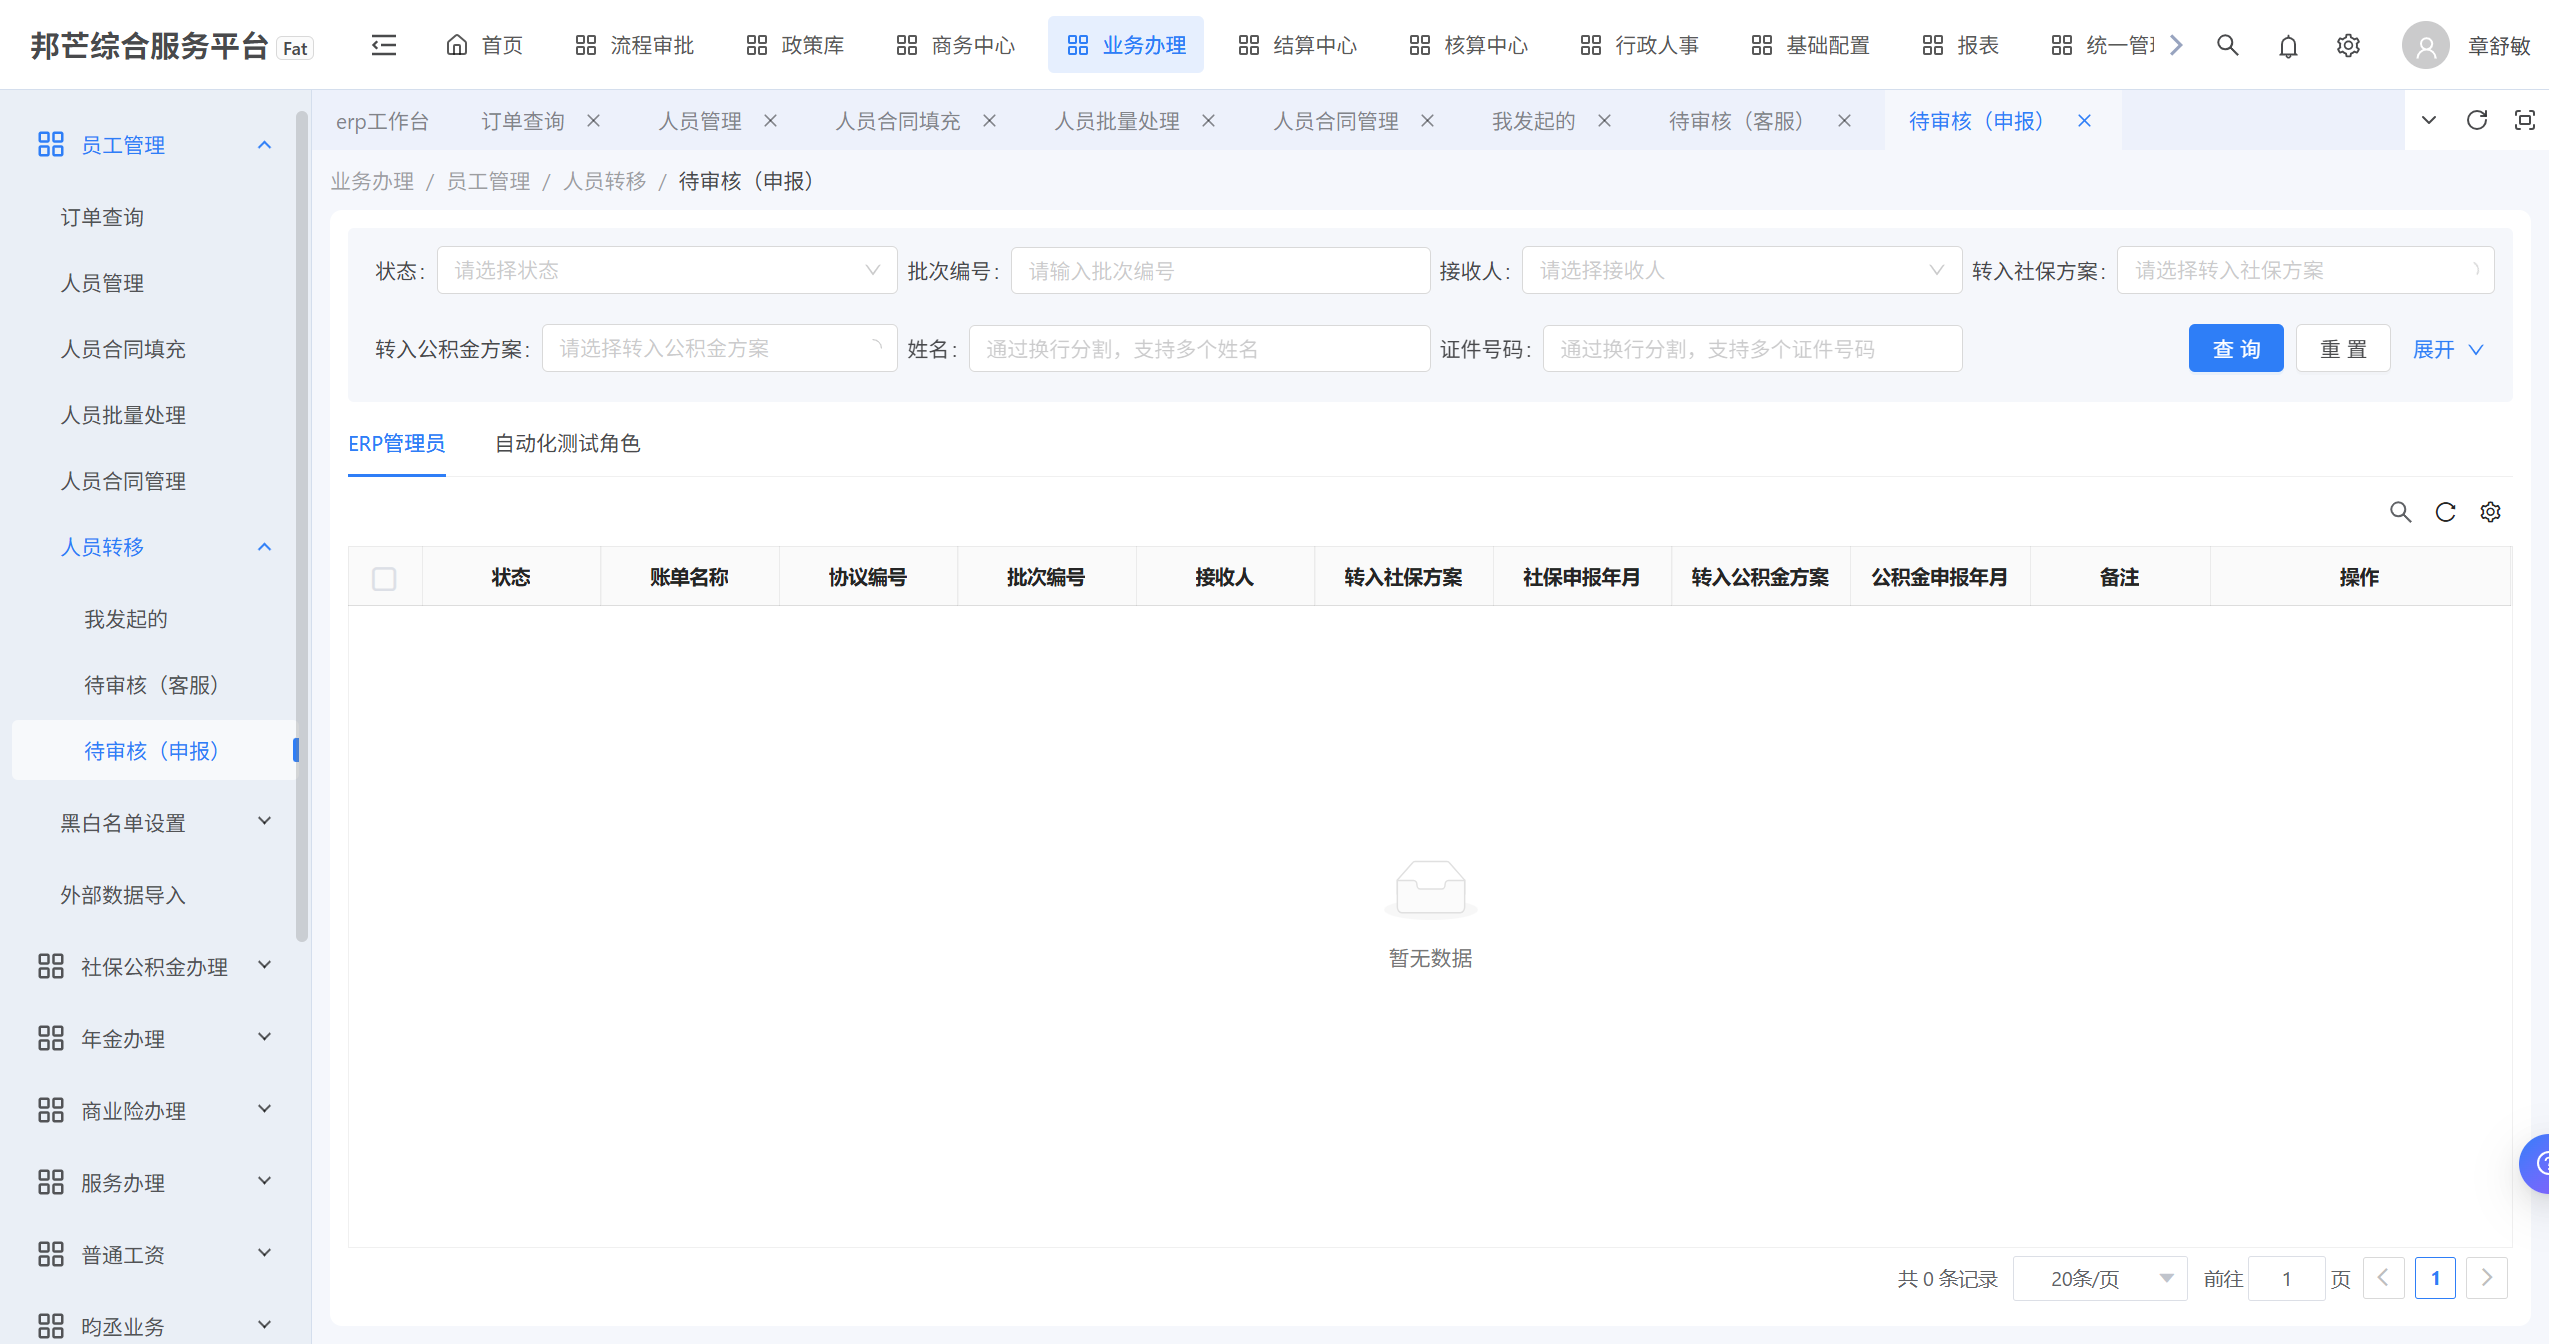 邦芒综合服务平台 Fat 首页 流程审批 政策库 商务中心 业务办理 结算中心 核算中心 行政人事 基础配置 报表 统一管 章舒敏
erp工作台 订单查询 人员管理 人员合同填充 人员批量处理 人员合同管理 我发起的 待审核（客服） 待审核（申报）
业务办理 / 员工管理 / 人员转移 / 待审核（申报）
员工管理
订单查询
人员管理
人员合同填充
人员批量处理
人员合同管理
人员转移
我发起的
待审核（客服）
待审核（申报）
黑白名单设置
外部数据导入
社保公积金办理
年金办理
商业险办理
服务办理
普通工资
昀丞业务
状态: 请选择状态 批次编号: 请输入批次编号 接收人: 请选择接收人 转入社保方案: 请选择转入社保方案
转入公积金方案: 请选择转入公积金方案 姓名: 通过换行分割，支持多个姓名 证件号码: 通过换行分割，支持多个证件号码 查 询 重 置 展开
ERP管理员 自动化测试角色
状态 账单名称 协议编号 批次编号 接收人 转入社保方案 社保申报年月 转入公积金方案 公积金申报年月 备注 操作
暂无数据
共 0 条记录 20条/页 前往 1 页 1